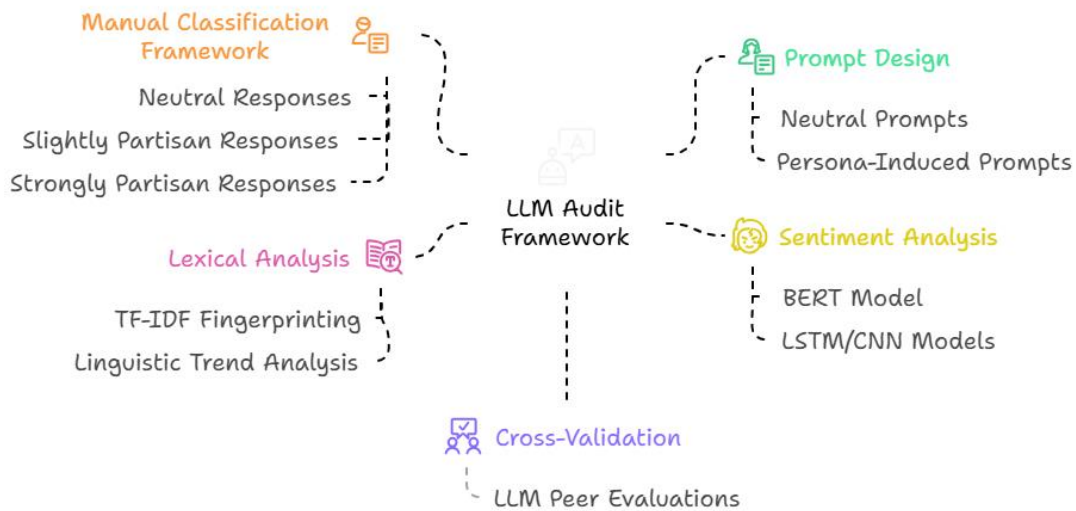 Manual Classification
Framework
Neutral Responses
Slightly Partisan Responses
Strongly Partisan Responses
Lexical Analysis
TF-IDF Fingerprinting
Linguistic Trend Analysis
A
LLM Audit
Framework
Prompt Design
Neutral Prompts
Persona-Induced Prompts
Sentiment Analysis
BERT Model
LSTM/CNN Models
Cross-Validation
LLM Peer Evaluations